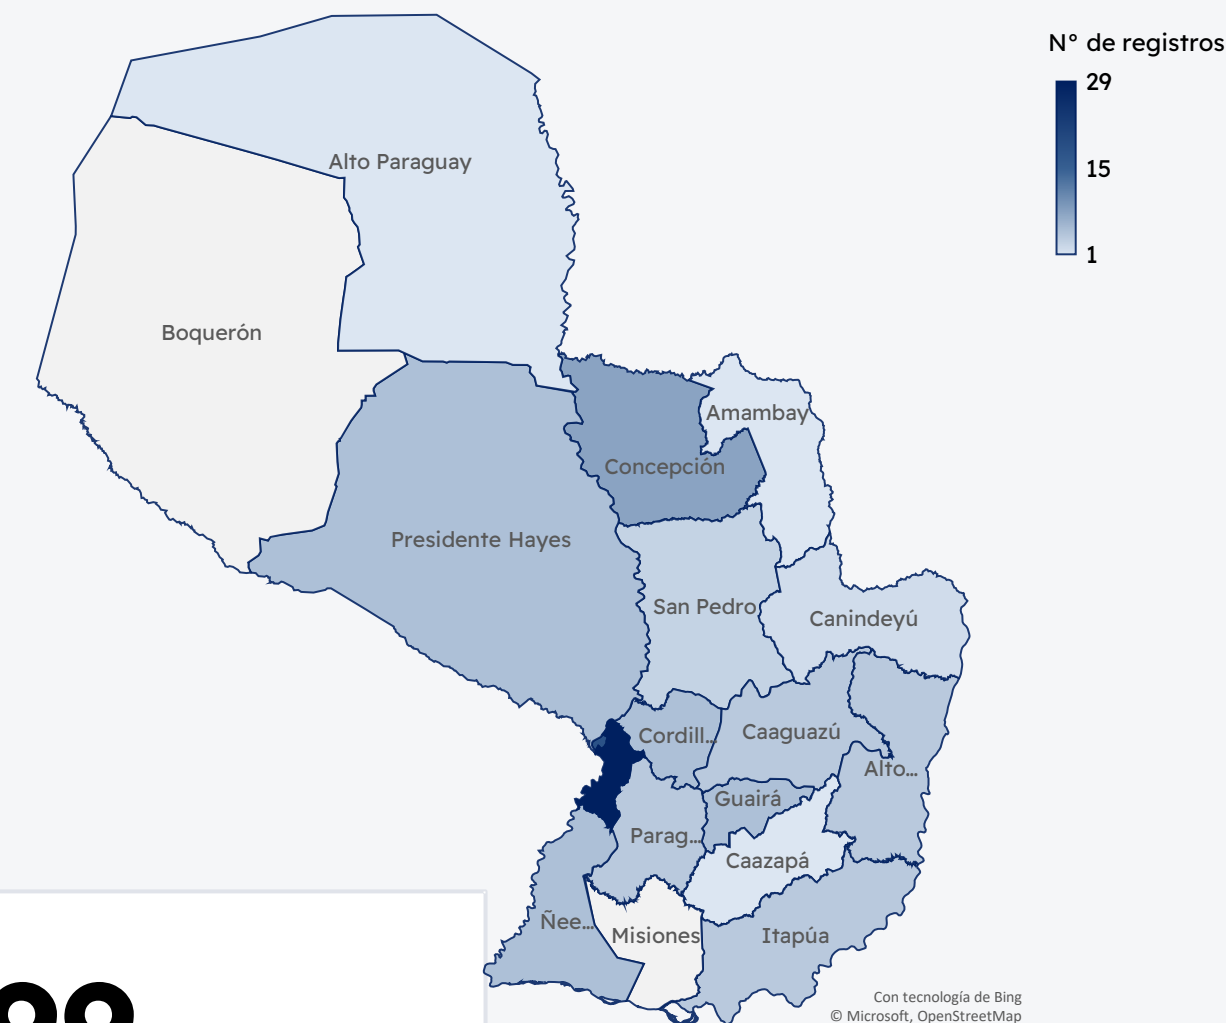 N° de registros
29
15
1
Alto Paraguay
Boquerón
Amambay
Concepción
Presidente Hayes
San Pedro
Canindeyú
Cordill...
Caaguazú
Alto...
Guairá
Parag...
Caazapá
Ñee...
Misiones
Itapúa
Con tecnología de Bing
© Microsoft, OpenStreetMap